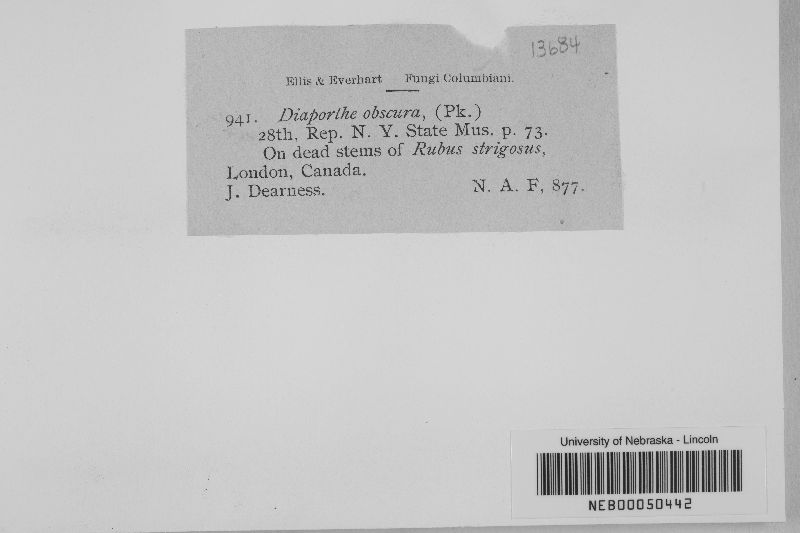 13684
Ellis & Everhart Fungi Columbiani.
941. Diaporthe obscura, (Pk.)
28th, Rep. N. Y. State Mus. p. 73.
On dead stems of Rubus strigosus,
London, Canada.
J. Dearness. N. A. F, 877.
University of Nebraska - Lincoln
NEB00050442